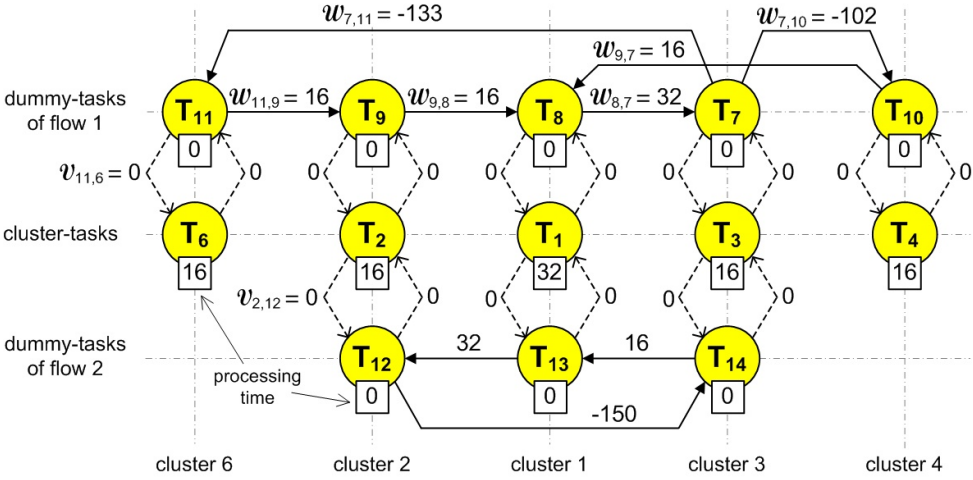 𝓌7,11 = -133
𝓌7,10 = -102
𝓌9,7 = 16
dummy-tasks
of flow 1
T11
𝓌11,9 = 16
T9
𝓌9,8 = 16
T8
𝓌8,7 = 32
T7
T10
0 0 0 0 0
𝓋11,6 = 0 0 0 0 0 0 0 0 0 0
cluster-tasks
T6 T2 T1 T3 T4
16 16 32 16 16
𝓋2,12 = 0 0 0 0 0 0
dummy-tasks
of flow 2
T12 32 T13 16 T14
processing
time
0 0 0
-150
cluster 6 cluster 2 cluster 1 cluster 3 cluster 4